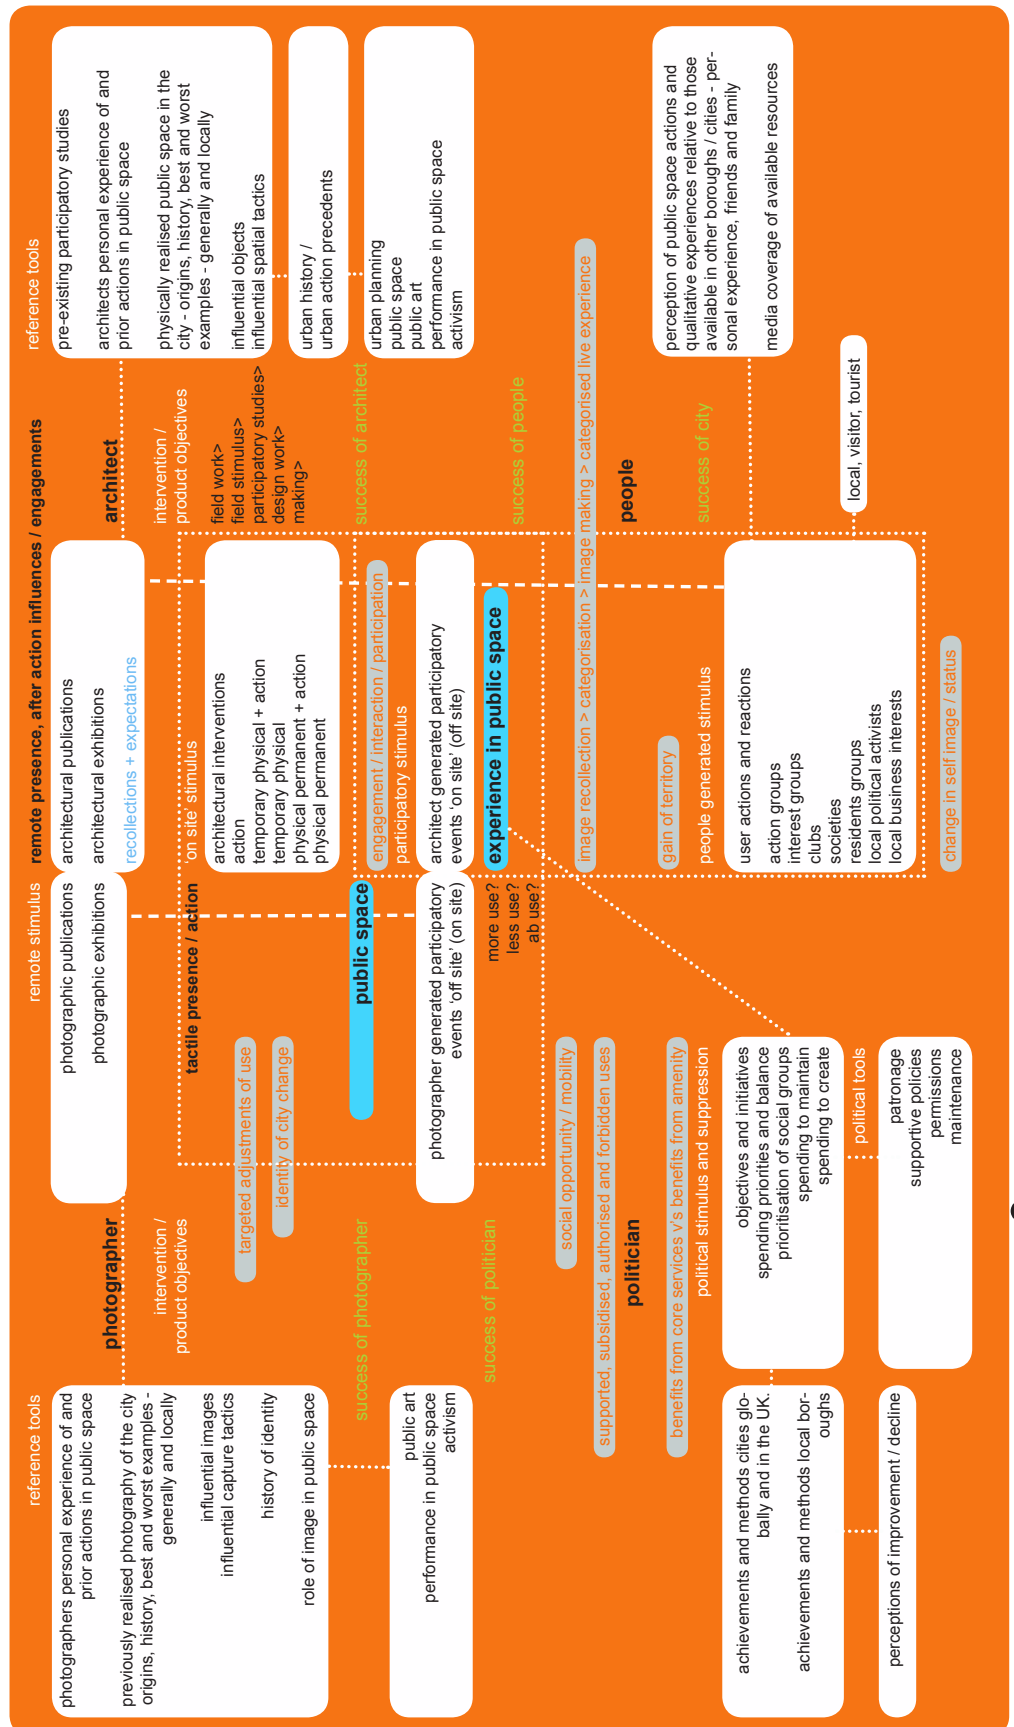 remote presence, after action influences / engagements
reference tools
photographers personal experience of and
prior actions in public space
previously realised photography of the city
origins, history, best and worst examples -
generally and locally
influential images
influential capture tactics
history of identity
role of image in public space
public art
performance in public space
activism
photographer
intervention /
product objectives
targeted adjustments of use
identity of city change
success of photographer
success of politician
remote stimulus
photographic publications
photographic exhibitions
architectural publications
architectural exhibitions
recollections + expectations
tactile presence / action
'on site' stimulus
architectural interventions
action
temporary physical + action
temporary physical
physical permanent + action
physical permanent
public space
engagement / interaction / participation
participatory stimulus
photographer generated participatory
events 'off site' (on site)
architect generated participatory
events 'on site' (off site)
experience in public space
more use?
less use?
ab use?
architect
intervention /
product objectives
field work>
field stimulus>
participatory studies>
design work>
making>
success of architect
success of people
reference tools
pre-existing participatory studies
architects personal experience of and
prior actions in public space
physically realised public space in the
city - origins, history, best and worst
examples - generally and locally
influential objects
influential spatial tactics
urban history /
urban action precedents
urban planning
public space
public art
performance in public space
activism
social opportunity / mobility
supported, subsidised, authorised and forbidden uses
politician
benefits from core services v's benefits from amenity
political stimulus and suppression
objectives and initiatives
spending priorities and balance
prioritisation of social groups
spending to maintain
spending to create
political tools
patronage
supportive policies
permissions
maintenance
achievements and methods cities glo-
bally and in the UK.
achievements and methods local bor-
oughs
perceptions of improvement / decline
image recollection > categorisation > image making > categorised live experience
people
gain of territory
success of city
people generated stimulus
user actions and reactions
action groups
interest groups
clubs
societies
residents groups
local political activists
local business interests
change in self image / status
perception of public space actions and
qualitative experiences relative to those
available in other boroughs / cities - per-
sonal experience, friends and family
media coverage of available resources
local, visitor, tourist